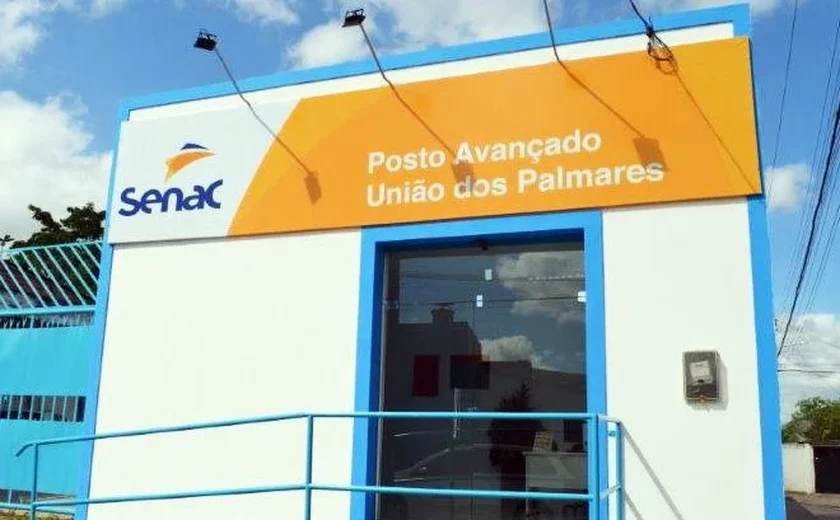 Senac
Posto Avançado
União dos Palmares